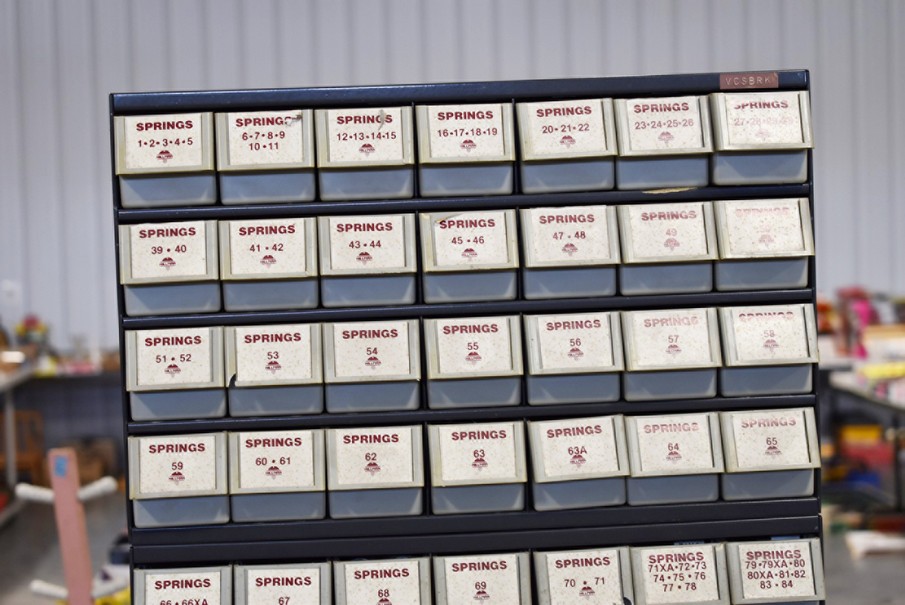 VCSBRK
SPRINGS
1•2•3•4•5
SPRINGS
6•7•8•9
10•11
SPRINGS
12•13•14•15
SPRINGS
16•17•18•19
SPRINGS
20•21•22
SPRINGS
23•24•25•26
SPRINGS
SPRINGS
39 • 40
SPRINGS
41 • 42
SPRINGS
43 • 44
SPRINGS
45 • 46
SPRINGS
47 • 48
SPRINGS
49
SPRINGS
SPRINGS
51 • 52
SPRINGS
53
SPRINGS
54
SPRINGS
55
SPRINGS
56
SPRINGS
57
SPRINGS
58
SPRINGS
59
SPRINGS
60 • 61
SPRINGS
62
SPRINGS
63
SPRINGS
63A
SPRINGS
64
SPRINGS
65
SPRINGS
66 • 66XA
SPRINGS
67
SPRINGS
68
SPRINGS
69
SPRINGS
70 • 71
SPRINGS
71XA•72•73
74•75•76
77•78
SPRINGS
79•79XA•80
80XA•81•82
83•84